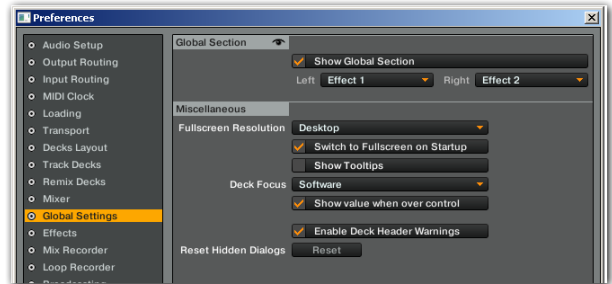 Preferences
Audio Setup
Output Routing
Input Routing
MIDI Clock
Loading
Transport
Decks Layout
Track Decks
Remix Decks
Mixer
Global Settings
Effects
Mix Recorder
Loop Recorder
Broadcasting
Global Section
Show Global Section
Left Effect 1 Right Effect 2
Miscellaneous
Fullscreen Resolution Desktop
Switch to Fullscreen on Startup
Show Tooltips
Deck Focus Software
Show value when over control
Enable Deck Header Warnings
Reset Hidden Dialogs Reset